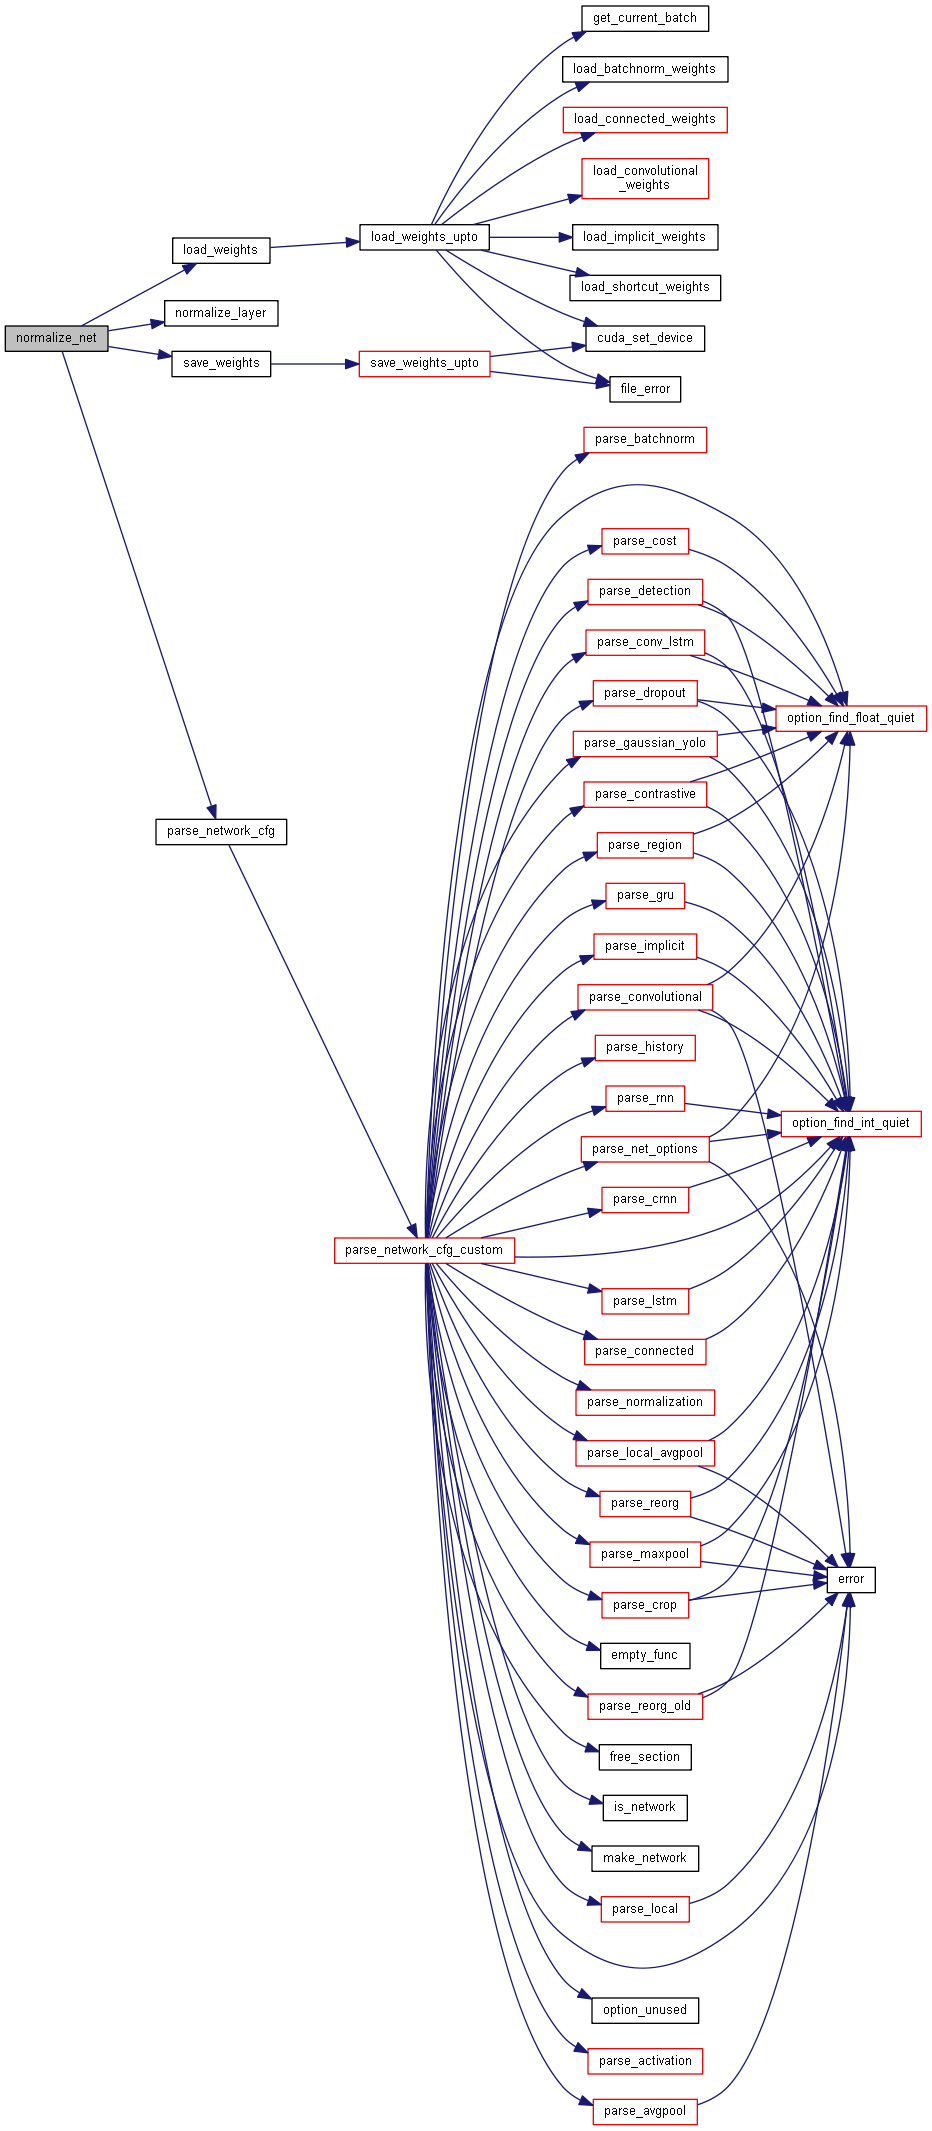 get_current_batch
load_batchnorm_weights
load_connected_weights
load_convolutional
_weights
load_weights_upto
load_implicit_weights
load_weights
load_shortcut_weights
normalize_layer
normalize_net
cuda_set_device
save_weights
save_weights_upto
file_error
parse_batchnorm
parse_cost
parse_detection
parse_conv_lstm
parse_dropout
option_find_float_quiet
parse_gaussian_yolo
parse_contrastive
parse_network_cfg
parse_region
parse_gru
parse_implicit
parse_convolutional
parse_history
parse_rnn
option_find_int_quiet
parse_net_options
parse_crnn
parse_network_cfg_custom
parse_lstm
parse_connected
parse_normalization
parse_local_avgpool
parse_reorg
parse_maxpool
error
parse_crop
empty_func
parse_reorg_old
free_section
is_network
make_network
parse_local
option_unused
parse_activation
parse_avgpool